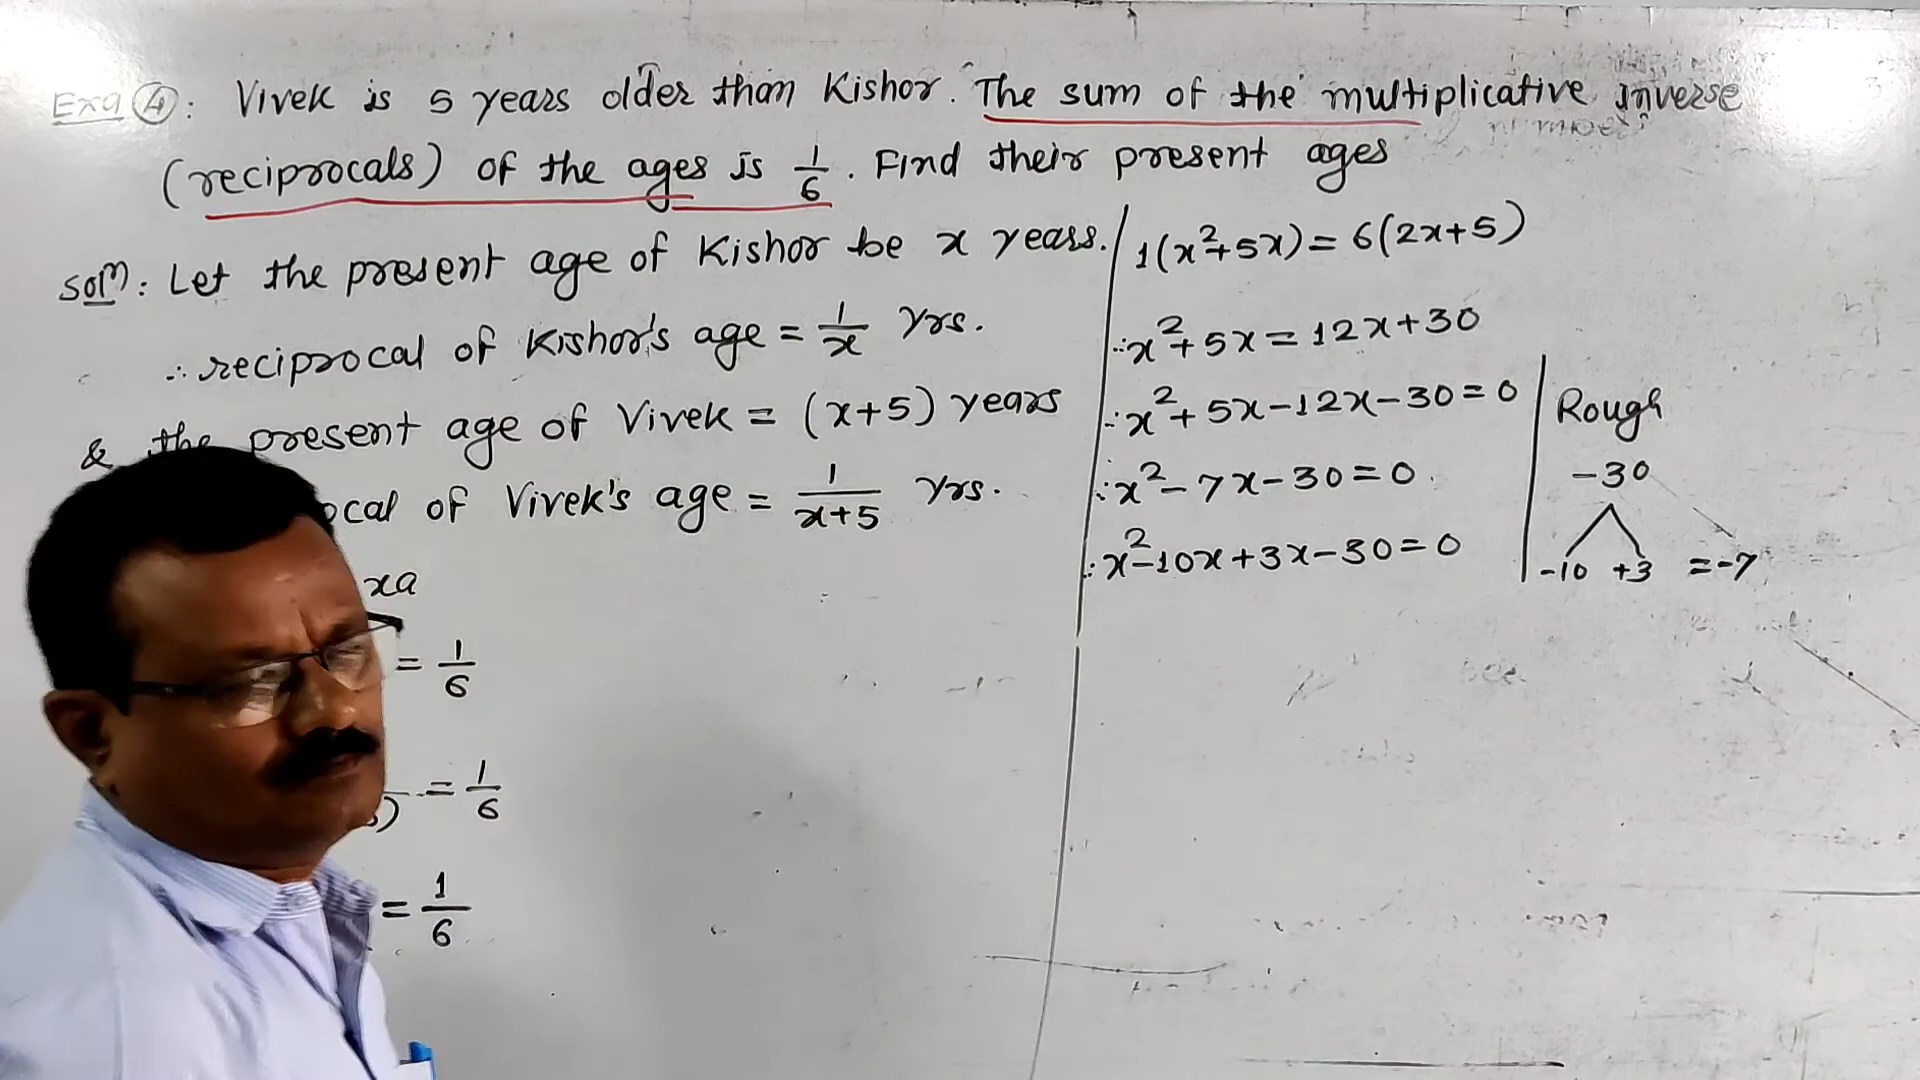 Exa ④: Vivek is 5 years older than Kishor. The sum of the multiplicative inverse
(reciprocals) of the ages is 1/6. Find their present ages
Solⁿ: Let the present age of Kishor be x years.
∴ reciprocal of Kishor's age = 1/x yrs.
& the present age of Vivek = (x+5) years
ocal of Vivek's age = 1/(x+5) yrs.
= 1/6
) = 1/6
= 1/6
1(x²+5x) = 6(2x+5)
∴ x²+5x = 12x+30
∴ x²+5x-12x-30=0
∴ x²-7x-30=0
∴ x²-10x+3x-30=0
Rough
-30
-10 +3 =-7